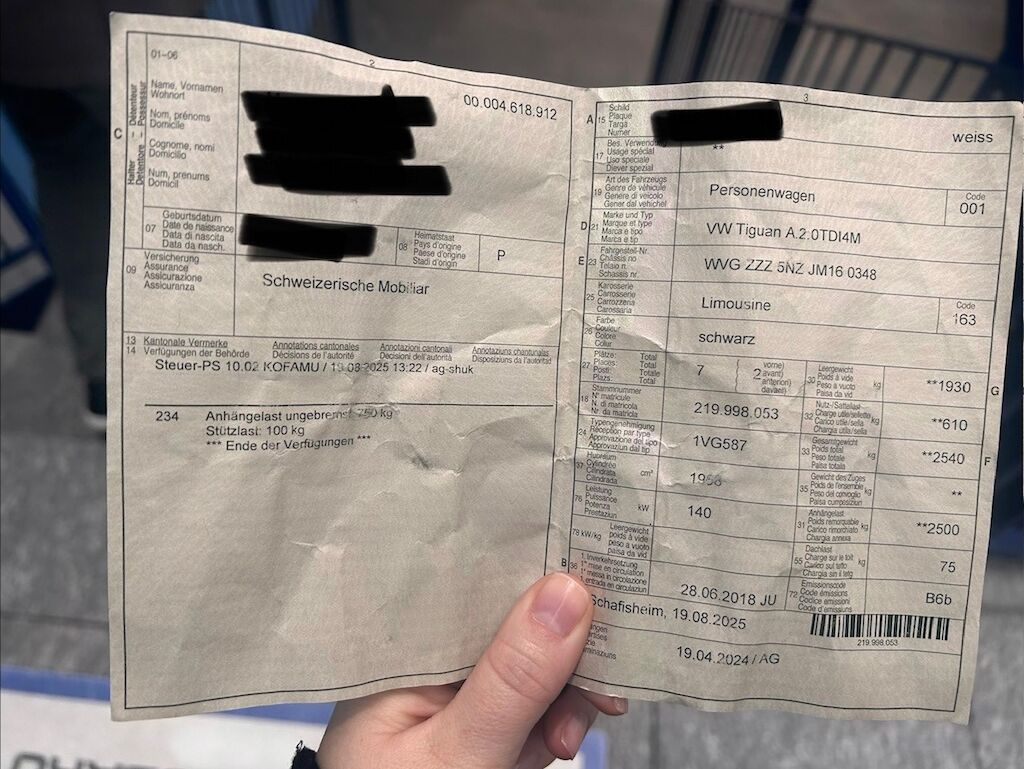 2
01-06
C
Halter – Détenteur
Detentore – Possessur
Name, Vornamen
Wohnort
Nom, prénoms
Domicile
Cognome, nomi
Domicilio
Num, prenums
Domicil
00.004.618.912
07
Geburtsdatum
Date de naissance
Data di nascita
Data da nasch.
08
Heimatstaat
Pays d'origine
Paese d'origine
Stadi d'origin
P
09
Versicherung
Assurance
Assicurazione
Assicuranza
Schweizerische Mobiliar
13 Kantonale Vermerke Annotations cantonales Annotazioni cantonali Annotaziuns chantunalas
14 Verfügungen der Behörde Décisions de l'autorité Decisioni dell'autorità Disposiziuns da l'autoritad
Steuer-PS 10.02 KOFAMU / 19.08.2025 13:22 / ag-shuk
234 Anhängelast ungebremst 750 kg
Stützlast: 100 kg
*** Ende der Verfügungen ***
3
A 15
Schild
Plaque
Targa
Numer
weiss
17
Bes. Verwendung
Usage spécial
Uso speciale
Diever spezial
**
19
Art des Fahrzeugs
Genre de véhicule
Genere di veicolo
Gener dal vehichel
Personenwagen
Code
001
D 21
Marke und Typ
Marque et type
Marca e tipo
Marca e tip
VW Tiguan A.2.0TDI4M
E 23
Fahrgestell-Nr.
Châssis no
Telaio n.
Schassis nr.
WVG ZZZ 5NZ JM16 0348
25
Karosserie
Carrosserie
Carrozzeria
Carossaria
Limousine
Code
163
26
Farbe
Couleur
Colore
Colur
schwarz
27
Plätze: Total
Places: Total
Posti: Totale
Plazs: Totale
7
2
vorne)
avant)
anteriori)
davant)
30
Leergewicht
Poids à vide
Peso a vuoto
Paisa da vid
kg
**1930
G
18
Stammnummer
N° matricule
N. di matricola
Nr. da matricla
219.998.053
32
Nutz-/Sattellast
Charge utile/sellette
Carico utile/sella
Chargia utila/sella
kg
**610
24
Typengenehmigung
Réception par type
Approvazione del tipo
Approvaziun dal tip
1VG587
33
Gesamtgewicht
Poids total
Peso totale
Paisa totala
kg
**2540
F
37
Hubraum
Cylindrée
Cilindrata
Cilindrada
cm³
1968
35
Gewicht des Zuges
Poids de l'ensemble
Peso del convoglio
Paisa cumposiziun
kg
**
76
Leistung
Puissance
Potenza
Prestaziun
kW
140
31
Anhängelast
Poids remorquable
Carico rimorchiato
Chargia annexa
kg
**2500
78 kW/kg
Leergewicht
poids à vide
peso a vuoto
paisa da vid
55
Dachlast
Charge sur le toit
Carico sul tetto
Chargia sin il tetg
kg
75
B 36
1. Inverkehrsetzung
1re mise en circulation
1a messa in circolazione
1. entrada en circulaziun
28.06.2018 JU
72
Emissionscode
Code émissions
Codice emissioni
Code d'emissiuns
B6b
Schafisheim, 19.08.2025
219.998.053
19.04.2024 / AG